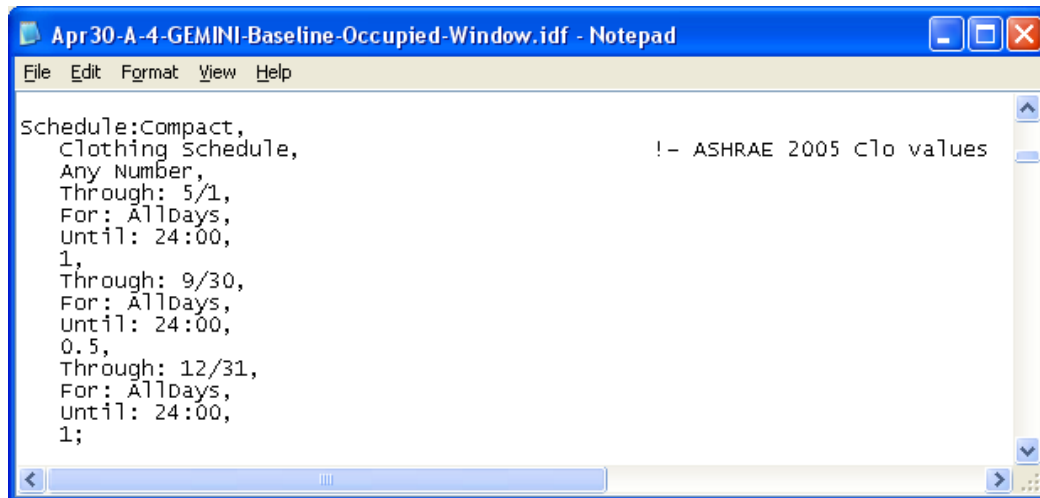 Apr30-A-4-GEMINI-Baseline-Occupied-Window.idf - Notepad
File Edit Format View Help
Schedule:Compact,
Clothing Schedule, !- ASHRAE 2005 Clo values
Any Number,
Through: 5/1,
For: AllDays,
Until: 24:00,
1,
Through: 9/30,
For: AllDays,
Until: 24:00,
0.5,
Through: 12/31,
For: AllDays,
Until: 24:00,
1;